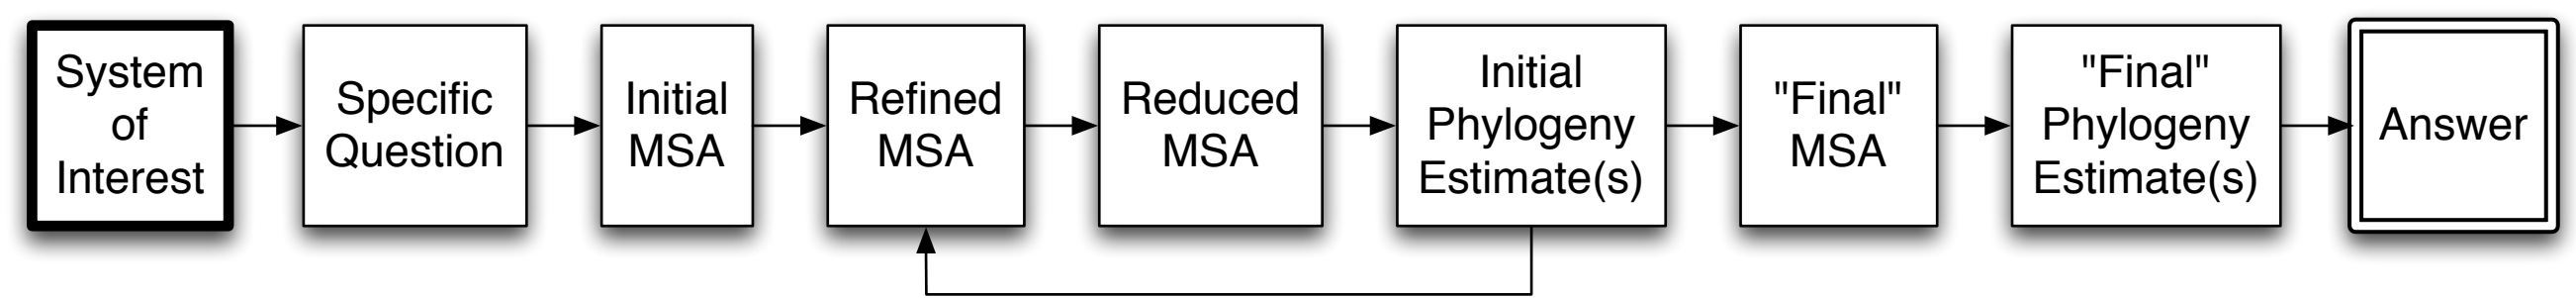 System
of
Interest
Specific
Question
Initial
MSA
Refined
MSA
Reduced
MSA
Initial
Phylogeny
Estimate(s)
"Final"
MSA
"Final"
Phylogeny
Estimate(s)
Answer